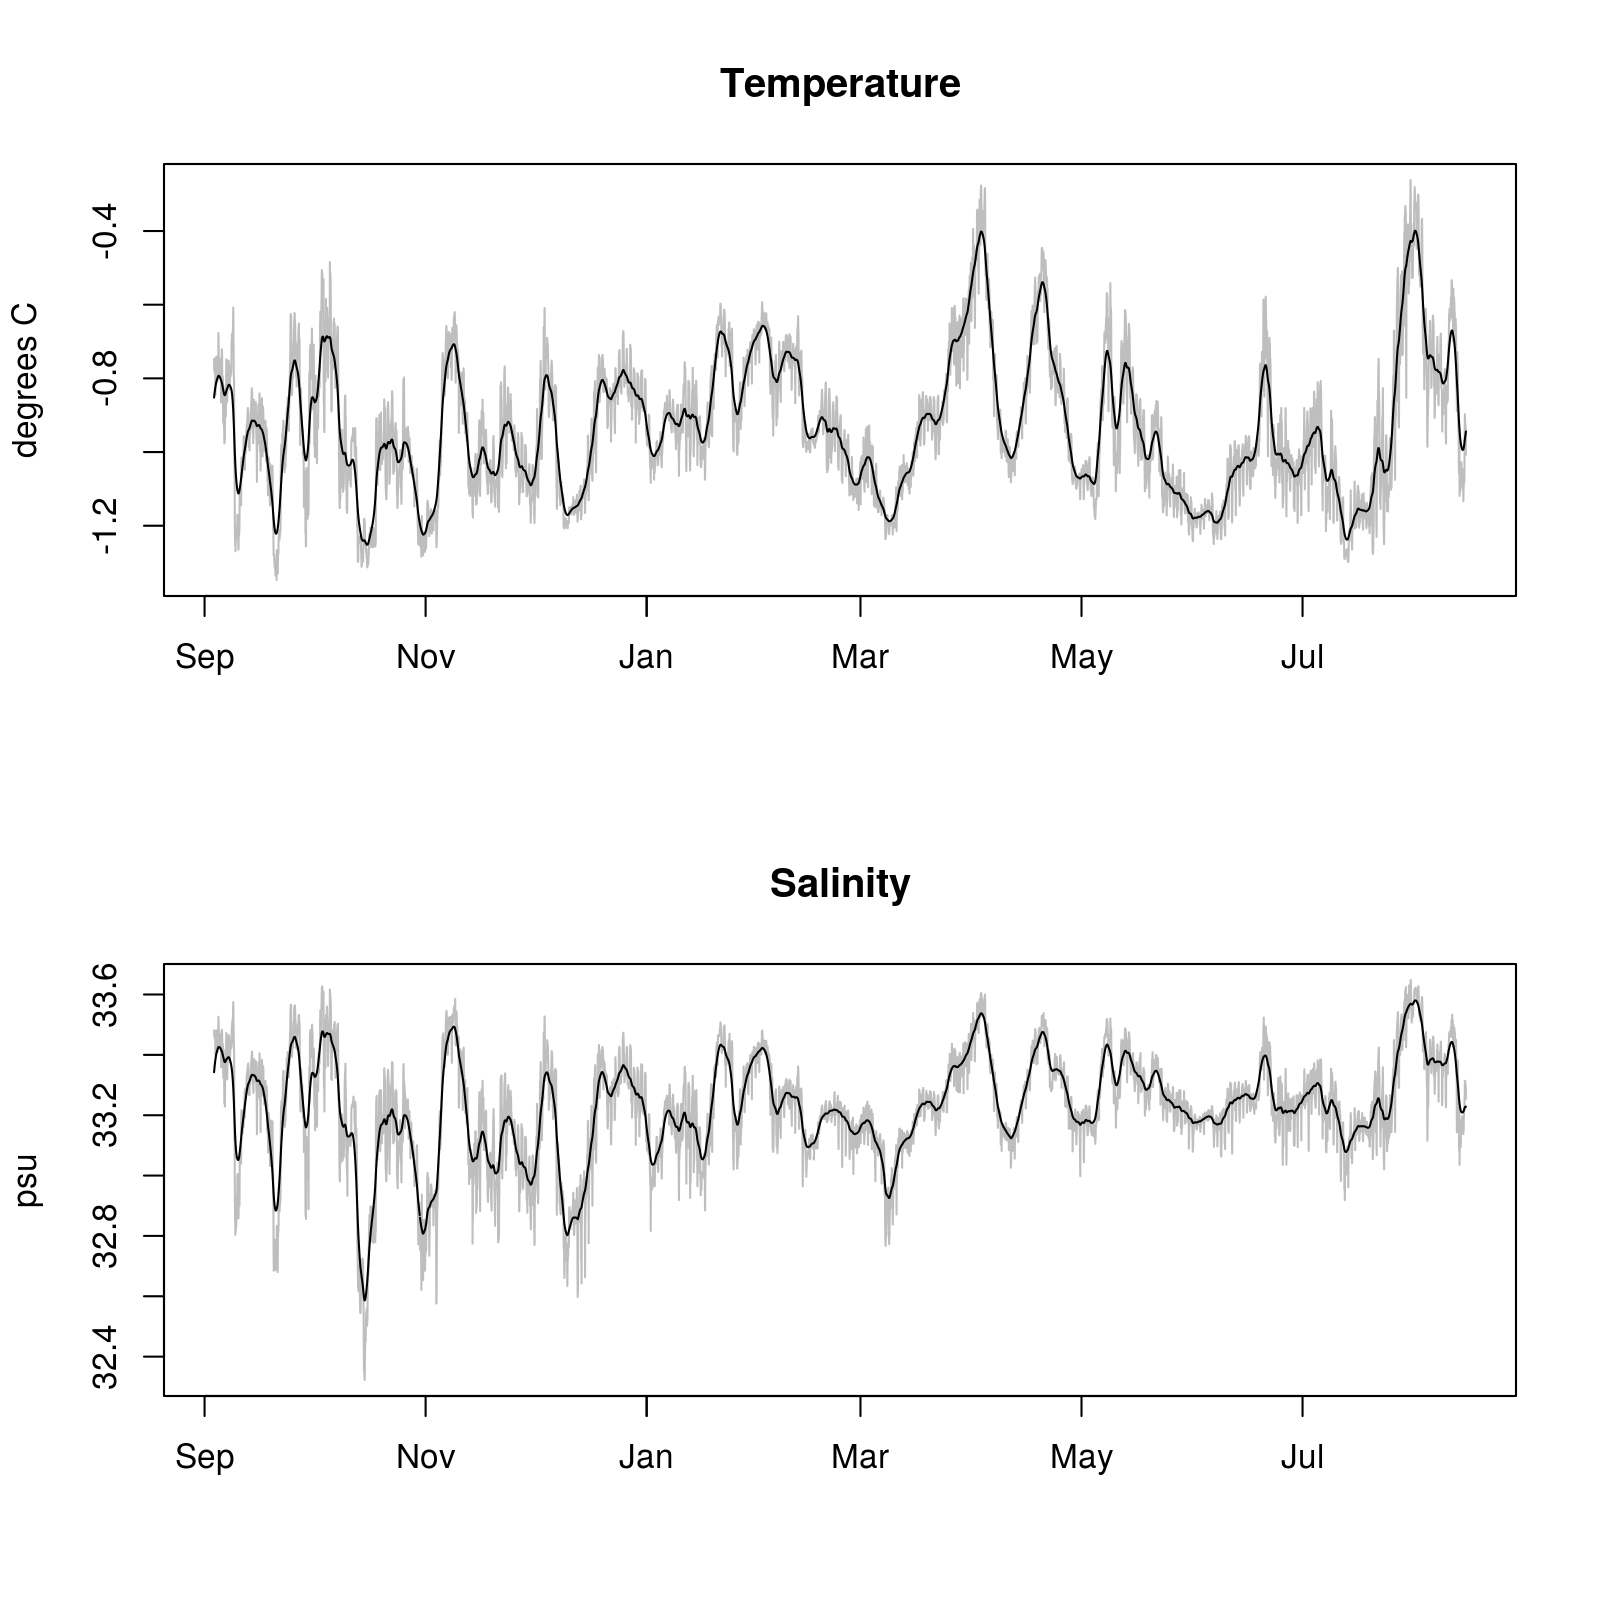 Temperature
degrees C
-0.4
-0.8
-1.2
Sep Nov Jan Mar May Jul
Salinity
psu
33.6
33.2
32.8
32.4
Sep Nov Jan Mar May Jul